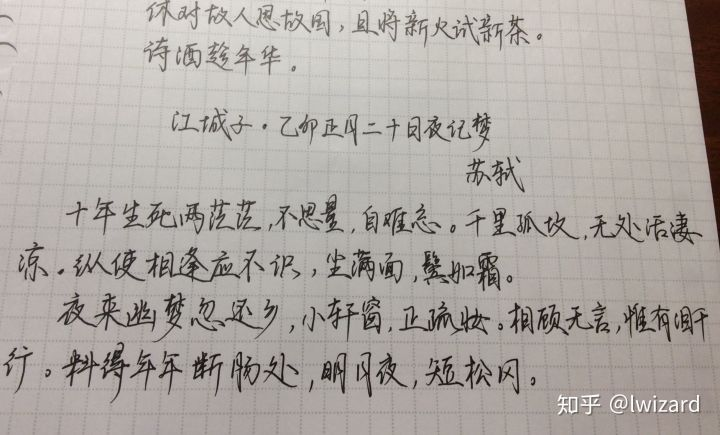 休对故人思故国，且将新火试新茶。
诗酒趁年华。
江城子·乙卯正月二十日夜记梦
苏轼
十年生死两茫茫，不思量，自难忘。千里孤坟，无处话凄
凉。纵使相逢应不识，尘满面，鬓如霜。
夜来幽梦忽还乡，小轩窗，正疏妆。相顾无言，惟有泪千
行。料得年年断肠处，明月夜，短松冈。
知乎 @lwizard